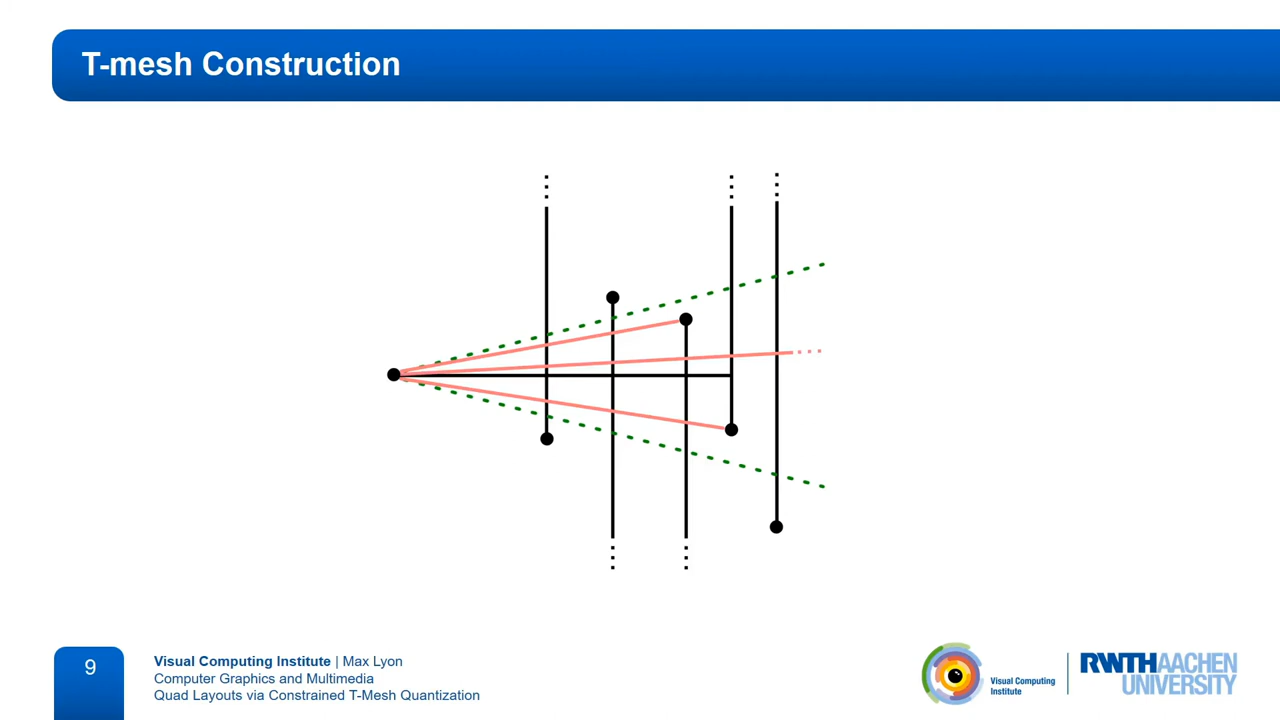 T-mesh Construction
9
Visual Computing Institute | Max Lyon
Computer Graphics and Multimedia
Quad Layouts via Constrained T-Mesh Quantization
Visual Computing
Institute
RWTHAACHEN
UNIVERSITY